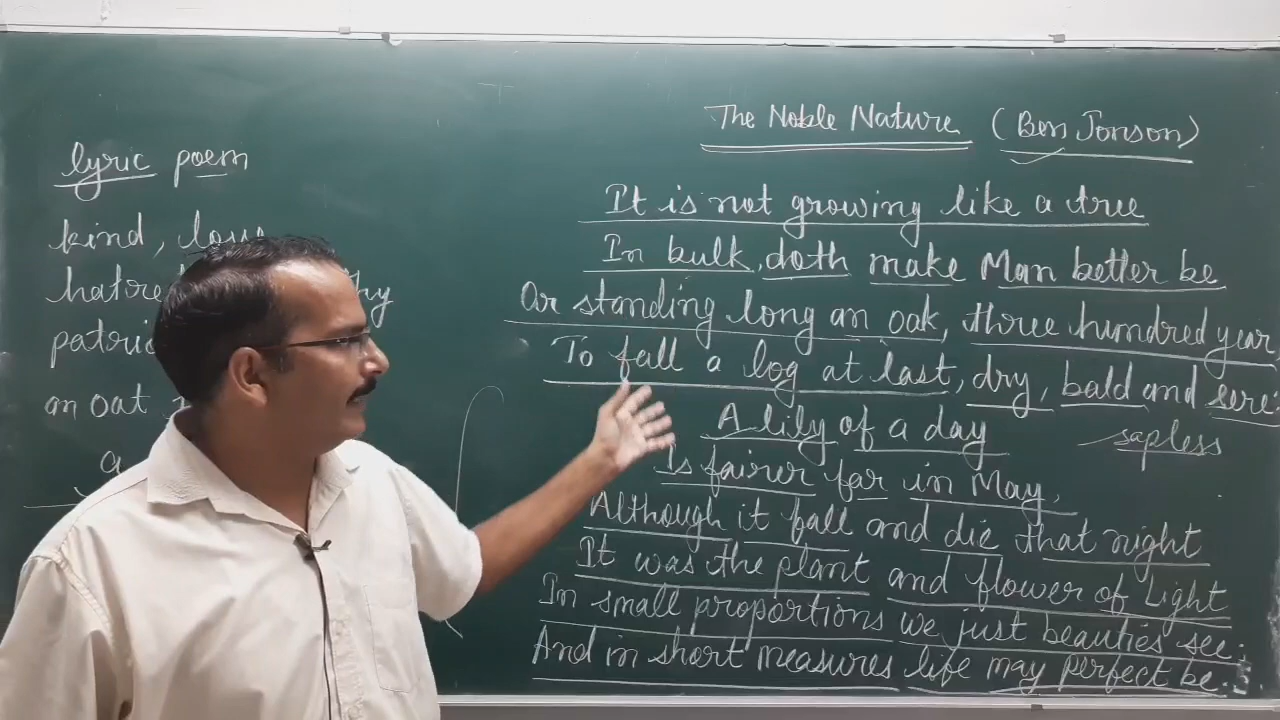 lyric poem
kind,
an oat
The Noble Nature (Ben Jonson)
It is not growing like a tree
In bulk, doth make Man better be
Or standing long an oak, three hundred year
To fall a log at last, dry, bald and sere
sapless
A lily of a day
Is fairer far in May,
Although it fall and die that night
It was the plant and flower of Light
In small proportions we just beauties see.
And in short measures life may perfect be.